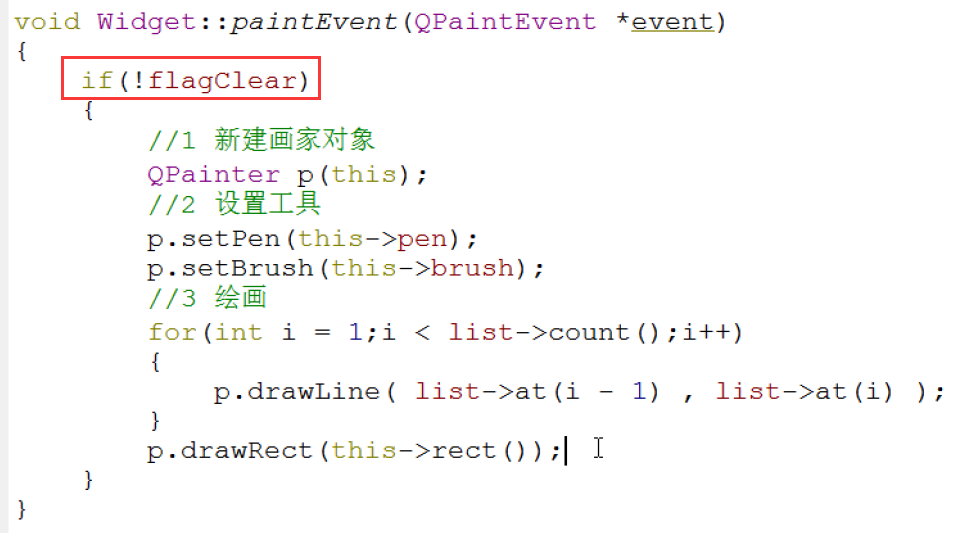 void Widget::paintEvent(QPaintEvent *event)
{
    if(!flagClear)
    {
        //1 新建画家对象
        QPainter p(this);
        //2 设置工具
        p.setPen(this->pen);
        p.setBrush(this->brush);
        //3 绘画
        for(int i = 1;i < list->count();i++)
        {
            p.drawLine( list->at(i - 1) , list->at(i) );
        }
        p.drawRect(this->rect());
    }
}